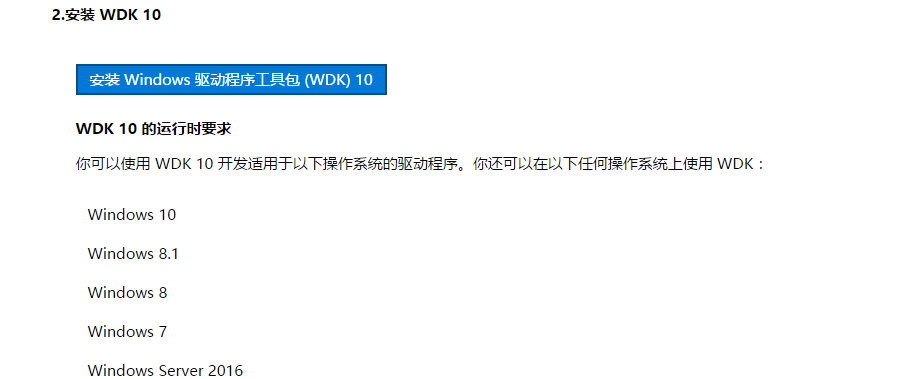 2.安装 WDK 10
安装 Windows 驱动程序工具包 (WDK) 10
WDK 10 的运行时要求
你可以使用 WDK 10 开发适用于以下操作系统的驱动程序。你还可以在以下任何操作系统上使用 WDK：
Windows 10
Windows 8.1
Windows 8
Windows 7
Windows Server 2016